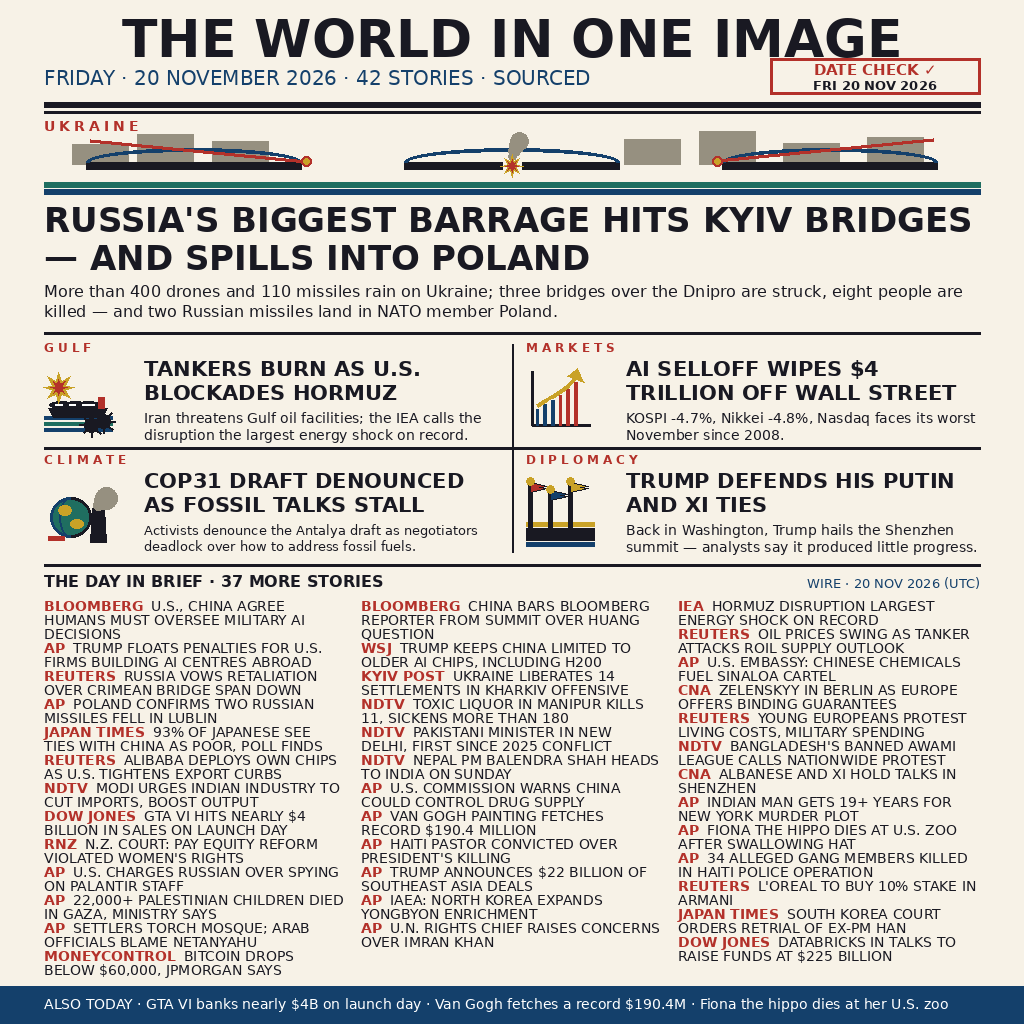 THE WORLD IN ONE IMAGE
FRIDAY · 20 NOVEMBER 2026 · 42 STORIES · SOURCED
DATE CHECK ✓
FRI 20 NOV 2026
UKRAINE
RUSSIA'S BIGGEST BARRAGE HITS KYIV BRIDGES
— AND SPILLS INTO POLAND
More than 400 drones and 110 missiles rain on Ukraine; three bridges over the Dnipro are struck, eight people are
killed — and two Russian missiles land in NATO member Poland.
GULF
TANKERS BURN AS U.S.
BLOCKADES HORMUZ
Iran threatens Gulf oil facilities; the IEA calls the
disruption the largest energy shock on record.
MARKETS
AI SELLOFF WIPES $4
TRILLION OFF WALL STREET
KOSPI -4.7%, Nikkei -4.8%, Nasdaq faces its worst
November since 2008.
CLIMATE
COP31 DRAFT DENOUNCED
AS FOSSIL TALKS STALL
Activists denounce the Antalya draft as negotiators
deadlock over how to address fossil fuels.
DIPLOMACY
TRUMP DEFENDS HIS PUTIN
AND XI TIES
Back in Washington, Trump hails the Shenzhen
summit — analysts say it produced little progress.
THE DAY IN BRIEF · 37 MORE STORIES
WIRE · 20 NOV 2026 (UTC)
BLOOMBERG U.S., CHINA AGREE
HUMANS MUST OVERSEE MILITARY AI
DECISIONS
AP TRUMP FLOATS PENALTIES FOR U.S.
FIRMS BUILDING AI CENTRES ABROAD
REUTERS RUSSIA VOWS RETALIATION
OVER CRIMEAN BRIDGE SPAN DOWN
AP POLAND CONFIRMS TWO RUSSIAN
MISSILES FELL IN LUBLIN
JAPAN TIMES 93% OF JAPANESE SEE
TIES WITH CHINA AS POOR, POLL FINDS
REUTERS ALIBABA DEPLOYS OWN CHIPS
AS U.S. TIGHTENS EXPORT CURBS
NDTV MODI URGES INDIAN INDUSTRY TO
CUT IMPORTS, BOOST OUTPUT
DOW JONES GTA VI HITS NEARLY $4
BILLION IN SALES ON LAUNCH DAY
RNZ N.Z. COURT: PAY EQUITY REFORM
VIOLATED WOMEN'S RIGHTS
AP U.S. CHARGES RUSSIAN OVER SPYING
ON PALANTIR STAFF
AP 22,000+ PALESTINIAN CHILDREN DIED
IN GAZA, MINISTRY SAYS
AP SETTLERS TORCH MOSQUE; ARAB
OFFICIALS BLAME NETANYAHU
MONEYCONTROL BITCOIN DROPS
BELOW $60,000, JPMORGAN SAYS
BLOOMBERG CHINA BARS BLOOMBERG
REPORTER FROM SUMMIT OVER HUANG
QUESTION
WSJ TRUMP KEEPS CHINA LIMITED TO
OLDER AI CHIPS, INCLUDING H200
KYIV POST UKRAINE LIBERATES 14
SETTLEMENTS IN KHARKIV OFFENSIVE
NDTV TOXIC LIQUOR IN MANIPUR KILLS
11, SICKENS MORE THAN 180
NDTV PAKISTANI MINISTER IN NEW
DELHI, FIRST SINCE 2025 CONFLICT
NDTV NEPAL PM BALENDRA SHAH HEADS
TO INDIA ON SUNDAY
AP U.S. COMMISSION WARNS CHINA
COULD CONTROL DRUG SUPPLY
AP VAN GOGH PAINTING FETCHES
RECORD $190.4 MILLION
AP HAITI PASTOR CONVICTED OVER
PRESIDENT'S KILLING
AP TRUMP ANNOUNCES $22 BILLION OF
SOUTHEAST ASIA DEALS
AP IAEA: NORTH KOREA EXPANDS
YONGBYON ENRICHMENT
AP U.N. RIGHTS CHIEF RAISES CONCERNS
OVER IMRAN KHAN
IEA HORMUZ DISRUPTION LARGEST
ENERGY SHOCK ON RECORD
REUTERS OIL PRICES SWING AS TANKER
ATTACKS ROIL SUPPLY OUTLOOK
AP U.S. EMBASSY: CHINESE CHEMICALS
FUEL SINALOA CARTEL
CNA ZELENSKYY IN BERLIN AS EUROPE
OFFERS BINDING GUARANTEES
REUTERS YOUNG EUROPEANS PROTEST
LIVING COSTS, MILITARY SPENDING
NDTV BANGLADESH'S BANNED AWAMI
LEAGUE CALLS NATIONWIDE PROTEST
CNA ALBANESE AND XI HOLD TALKS IN
SHENZHEN
AP INDIAN MAN GETS 19+ YEARS FOR
NEW YORK MURDER PLOT
AP FIONA THE HIPPO DIES AT U.S. ZOO
AFTER SWALLOWING HAT
AP 34 ALLEGED GANG MEMBERS KILLED
IN HAITI POLICE OPERATION
REUTERS L'OREAL TO BUY 10% STAKE IN
ARMANI
JAPAN TIMES SOUTH KOREA COURT
ORDERS RETRIAL OF EX-PM HAN
DOW JONES DATABRICKS IN TALKS TO
RAISE FUNDS AT $225 BILLION
ALSO TODAY · GTA VI banks nearly $4B on launch day · Van Gogh fetches a record $190.4M · Fiona the hippo dies at her U.S. zoo